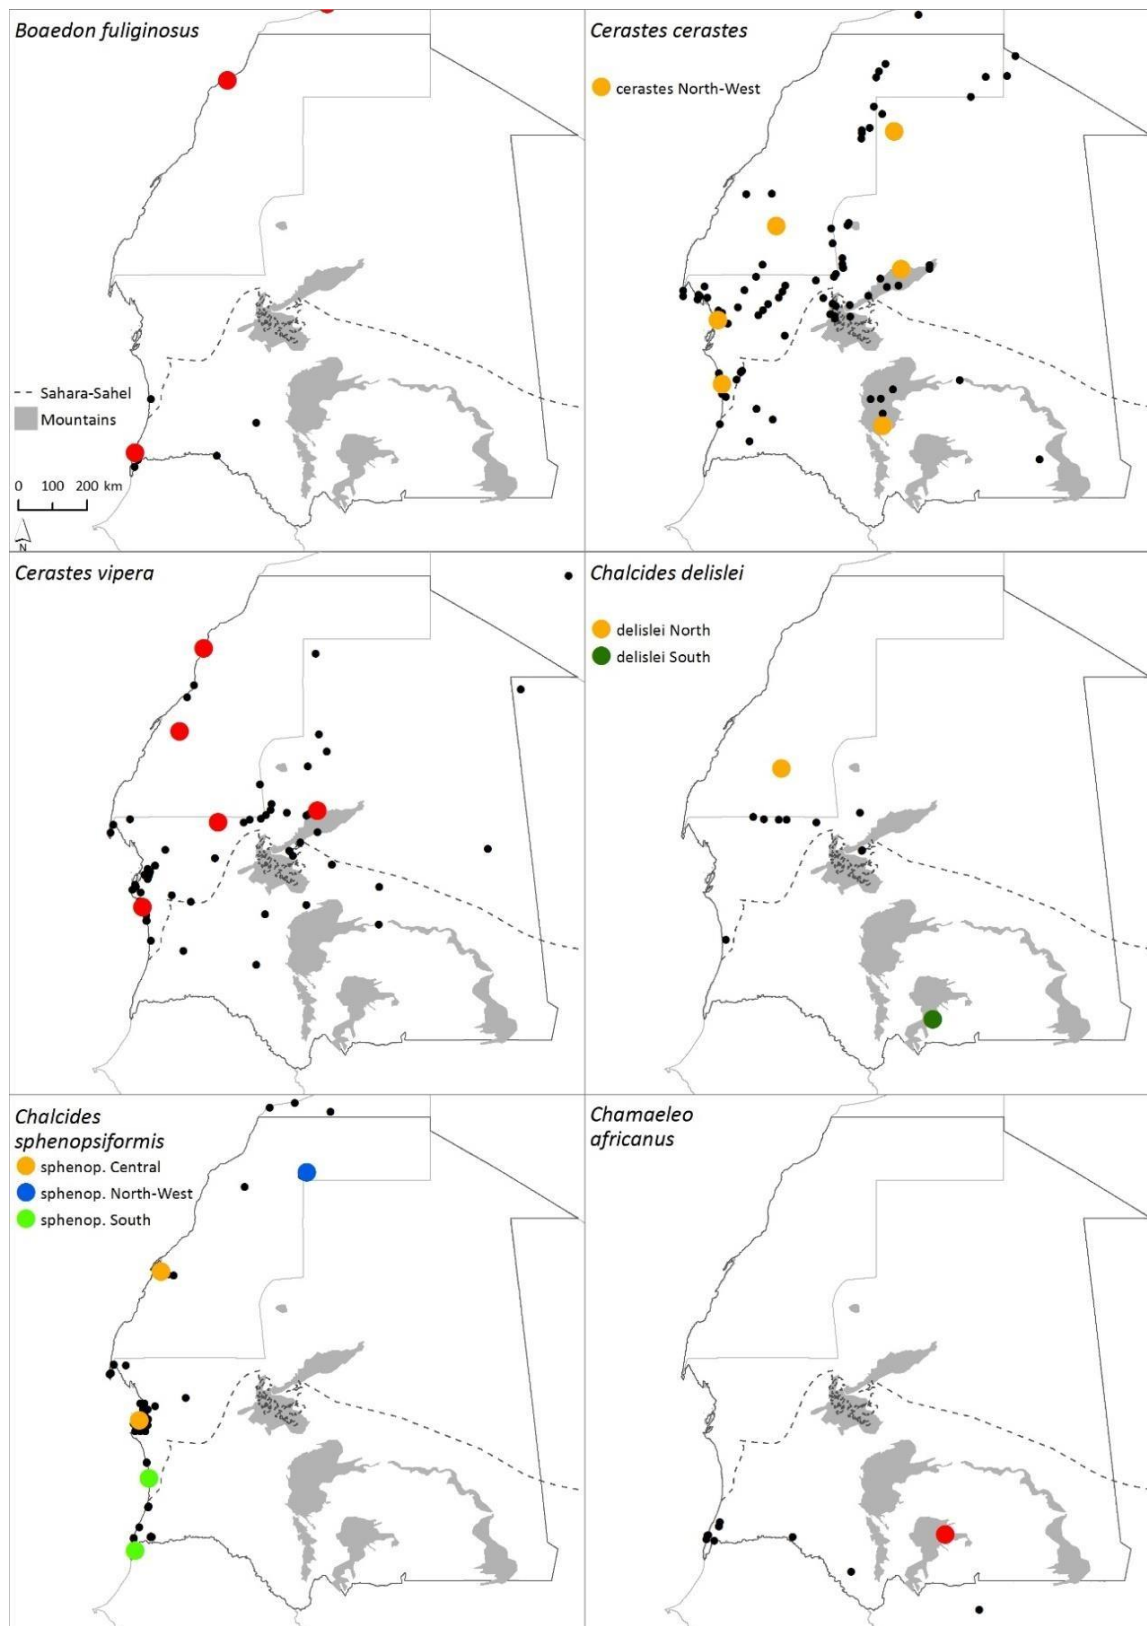 Boaedon fuliginosus
Sahara-Sahel
Mountains
0 100 200 km
N
Cerastes cerastes
cerastes North-West
Cerastes vipera
Chalcides delislei
delislei North
delislei South
Chalcides
sphenopsiformis
sphenop. Central
sphenop. North-West
sphenop. South
Chamaeleo
africanus